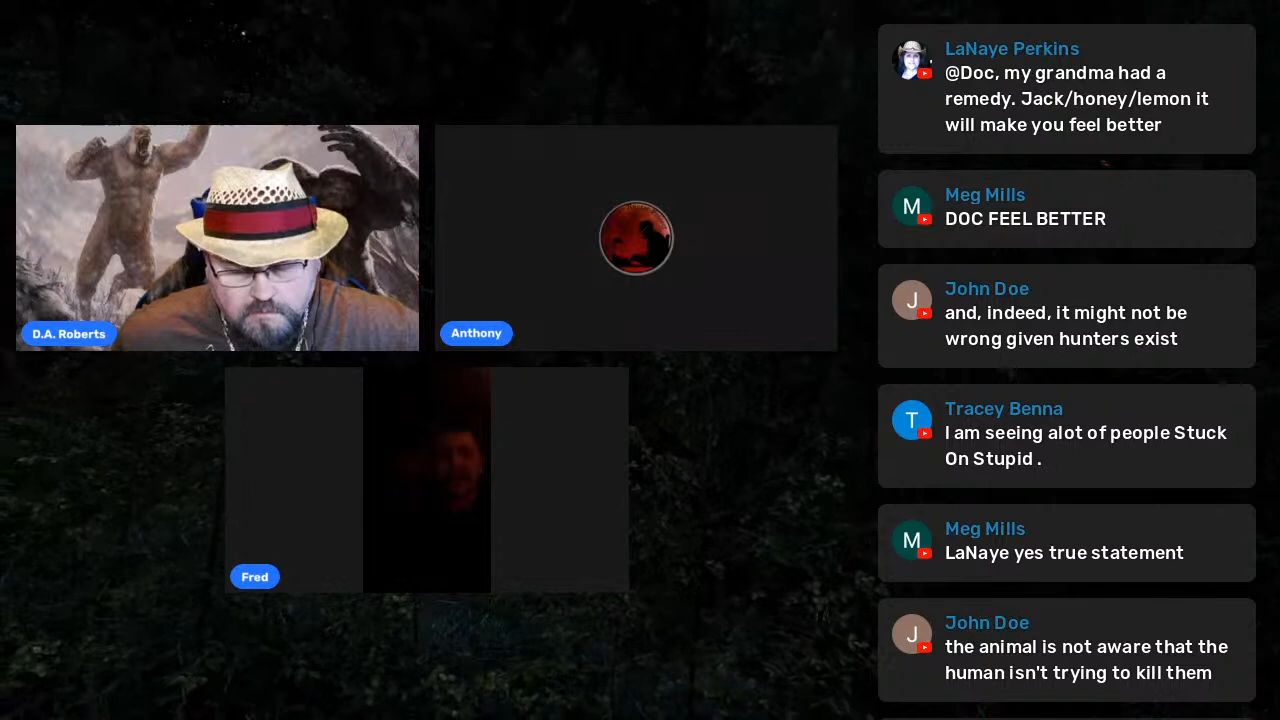 D.A. Roberts
Anthony
Fred
LaNaye Perkins
@Doc, my grandma had a
remedy. Jack/honey/lemon it
will make you feel better
M
Meg Mills
DOC FEEL BETTER
J
John Doe
and, indeed, it might not be
wrong given hunters exist
T
Tracey Benna
I am seeing alot of people Stuck
On Stupid .
M
Meg Mills
LaNaye yes true statement
J
John Doe
the animal is not aware that the
human isn't trying to kill them